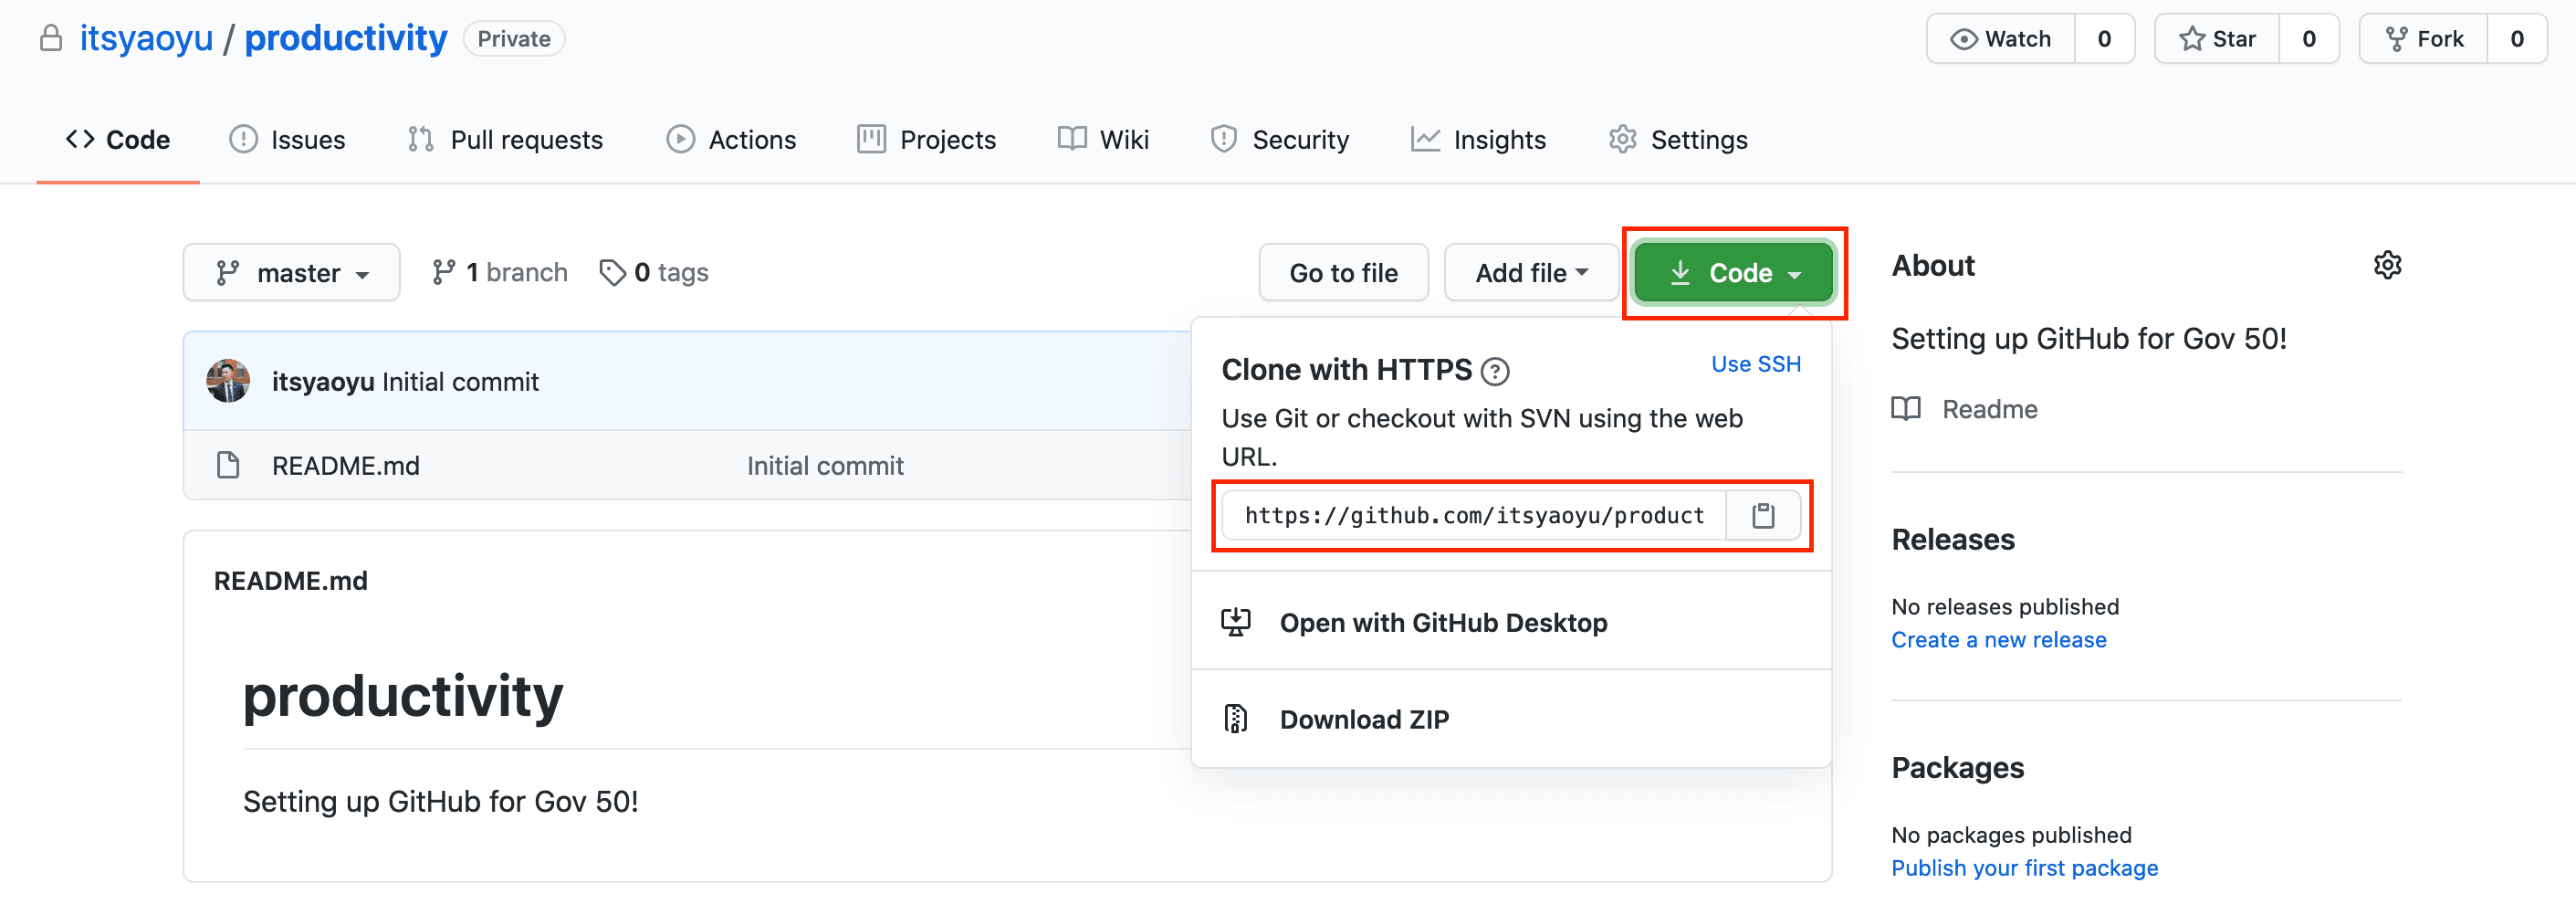 itsyaoyu / productivity Private
Watch 0 Star 0 Fork 0
Code Issues Pull requests Actions Projects Wiki Security Insights Settings
master 1 branch 0 tags Go to file Add file Code
itsyaoyu Initial commit
README.md Initial commit
README.md
productivity
Setting up GitHub for Gov 50!
Clone with HTTPS ? Use SSH
Use Git or checkout with SVN using the web
URL.
https://github.com/itsyaoyu/product
Open with GitHub Desktop
Download ZIP
About
Setting up GitHub for Gov 50!
Readme
Releases
No releases published
Create a new release
Packages
No packages published
Publish your first package